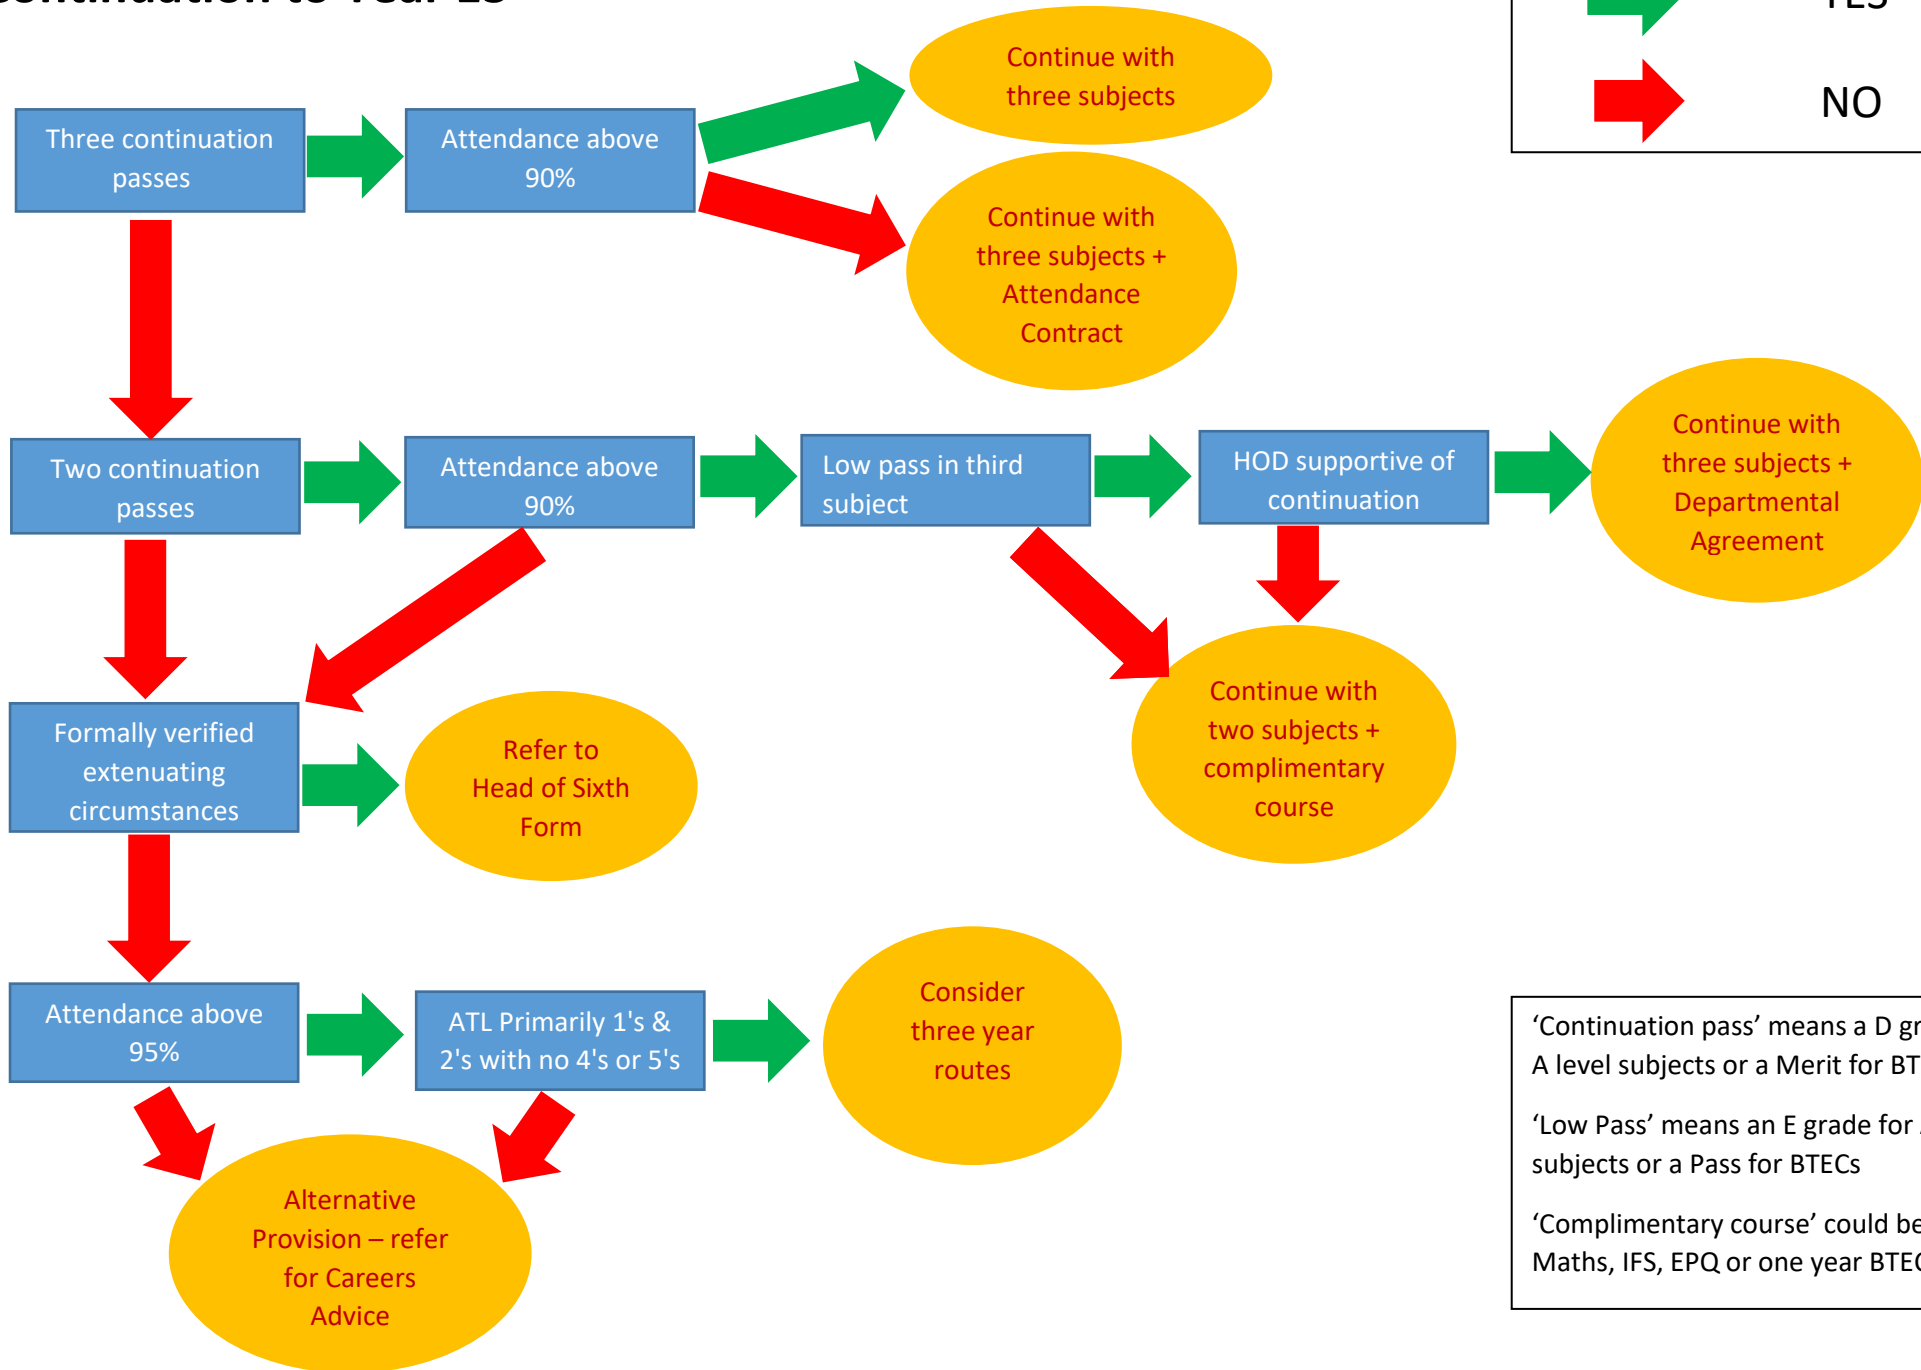 YES
NO
Continue with
three subjects
Three continuation
passes
Attendance above
90%
Continue with
three subjects +
Attendance
Contract
Two continuation
passes
Attendance above
90%
Low pass in third
subject
HOD supportive of
continuation
Continue with
three subjects +
Departmental
Agreement
Formally verified
extenuating
circumstances
Refer to
Head of Sixth
Form
Continue with
two subjects +
complimentary
course
Attendance above
95%
ATL Primarily 1's &
2's with no 4's or 5's
Consider
three year
routes
Alternative
Provision – refer
for Careers
Advice
‘Continuation pass’ means a D
A level subjects or a Merit for
‘Low Pass’ means an E grade for
subjects or a Pass for BTECs
‘Complimentary course’ could be
Maths, IFS, EPQ or one year